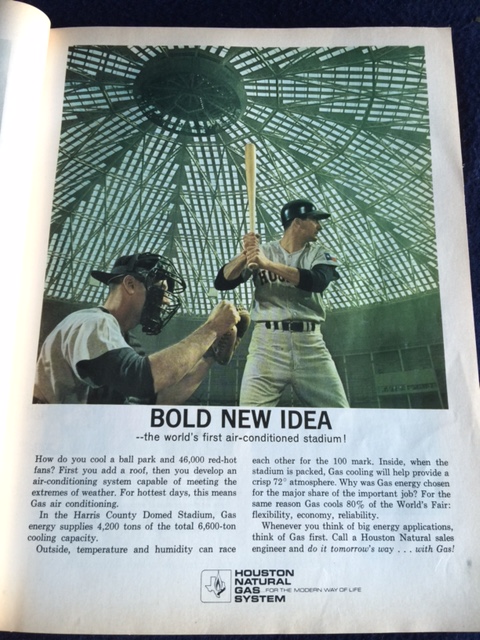 HOU
BOLD NEW IDEA
--the world's first air-conditioned stadium!
How do you cool a ball park and 46,000 red-hot
fans? First you add a roof, then you develop an
air-conditioning system capable of meeting the
extremes of weather. For hottest days, this means
Gas air conditioning.
In the Harris County Domed Stadium, Gas
energy supplies 4,200 tons of the total 6,600-ton
cooling capacity.
Outside, temperature and humidity can race
each other for the 100 mark. Inside, when the
stadium is packed, Gas cooling will help provide a
crisp 72° atmosphere. Why was Gas energy chosen
for the major share of the important job? For the
same reason Gas cools 80% of the World's Fair:
flexibility, economy, reliability.
Whenever you think of big energy applications,
think of Gas first. Call a Houston Natural sales
engineer and do it tomorrow's way . . . with Gas!
HOUSTON
NATURAL
GAS FOR THE MODERN WAY OF LIFE
SYSTEM